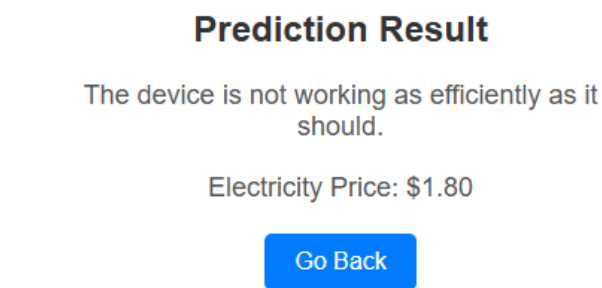 Prediction Result
The device is not working as efficiently as it
should.
Electricity Price: $1.80
Go Back